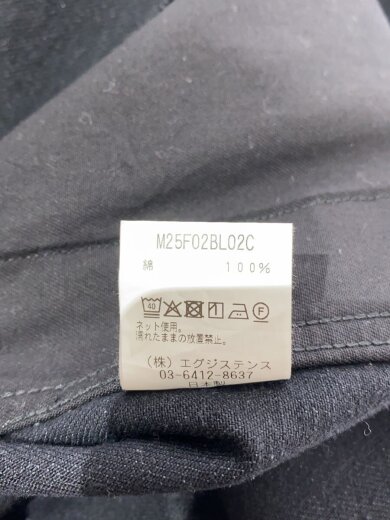 M25F02BL02C
綿 100%
40 F
ネット使用。
濡れたままの放置禁止。
(株) エグジステンス
03-6412-8637
日本製